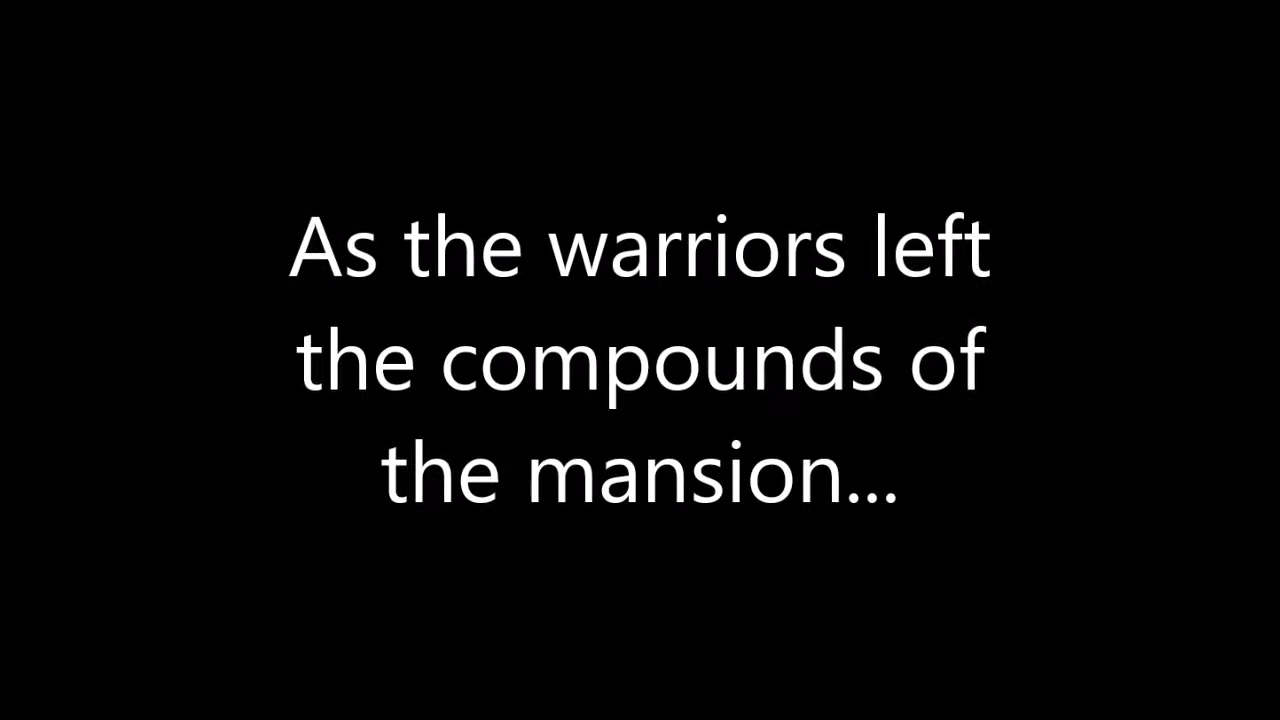 As the warriors left
the compounds of
the mansion...